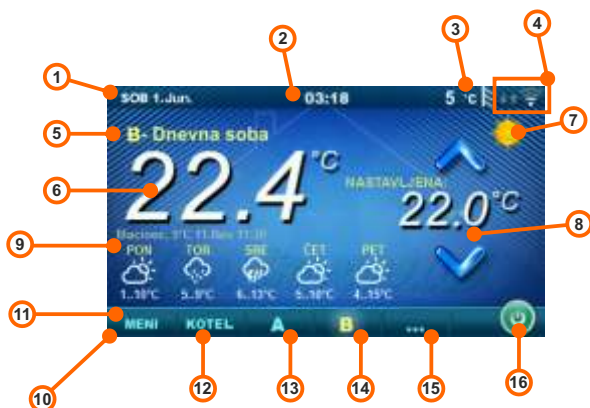 1 2 3 4
SOB 1.Jun. 03:18 5 °C
5 B- Dnevna soba 7
6 22.4°C NASTAVLJENA:
22.0°C 8
9 PON TOR SRE ČET PET
1..10°C 5..9°C 6..13°C 5..10°C 4..15°C
11 MENI KOTEL A B ...
10 12 13 14 15 16